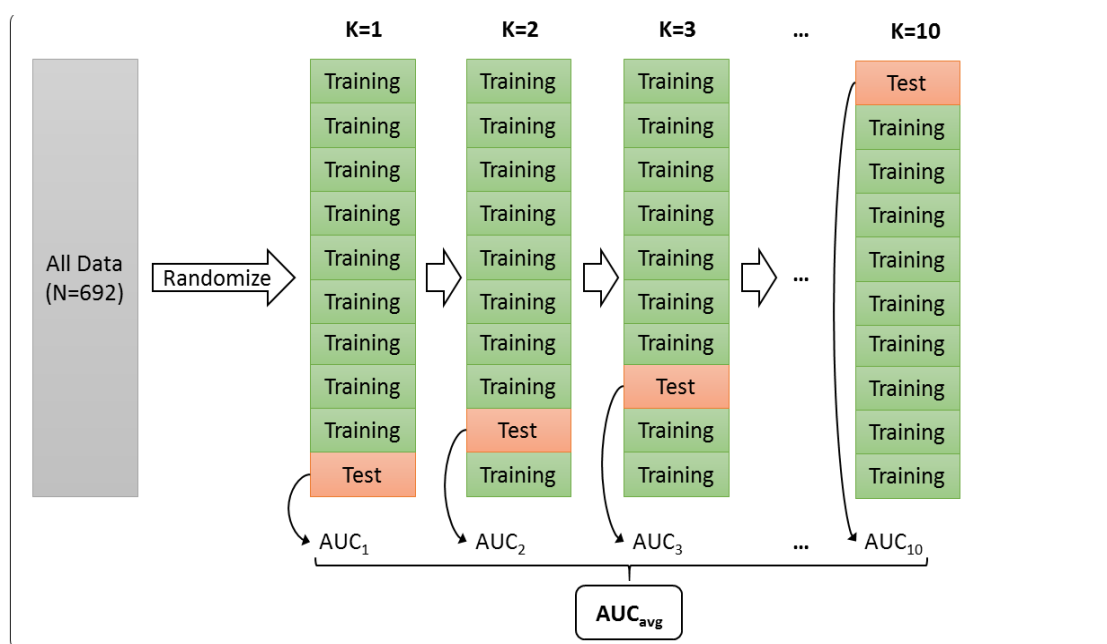 K=1 K=2 K=3 ... K=10
Training Training Training Test
Training Training Training Training
Training Training Training Training
Training Training Training Training
All Data
(N=692)
Randomize
Training Training Training ... Training
Training Training Training Training
Training Training Training Training
Training Training Test Training
Training Test Training Training
Test Training Training Training
AUC1 AUC2 AUC3 ... AUC10
AUCavg